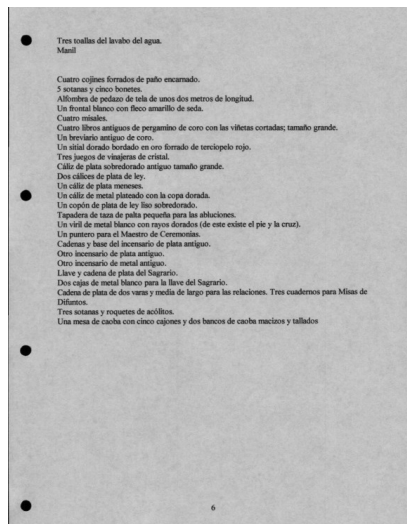 Tres toallas del lavabo del agua.
Manil
Cuatro cojines forrados de paño encarnado.
5 sotanas y cinco bonetes.
Alfombra de pedazo de tela de unos dos metros de longitud.
Un frontal blanco con fleco amarillo de seda.
Cuatro misales.
Cuatro libros antiguos de pergamino de coro con las viñetas cortadas; tamaño grande.
Un breviario antiguo de coro.
Un sitial dorado bordado en oro forrado de terciopelo rojo.
Tres juegos de vinajeras de cristal.
Cáliz de plata sobredorado antiguo tamaño grande.
Dos cálices de plata de ley.
Un cáliz de plata meneses.
Un cáliz de metal plateado con la copa dorada.
Un copón de plata de ley liso sobredorado.
Tapadera de taza de palta pequeña para las abluciones.
Un viril de metal blanco con rayos dorados (de este existe el pie y la cruz).
Un puntero para el Maestro de Ceremonias.
Cadenas y base del incensario de plata antiguo.
Otro incensario de plata antiguo.
Otro incensario de metal antiguo.
Llave y cadena de plata del Sagrario.
Dos cajas de metal blanco para la llave del Sagrario.
Cadena de plata de dos varas y media de largo para las relaciones. Tres cuadernos para Misas de
Difuntos.
Tres sotanas y roquetes de acólitos.
Una mesa de caoba con cinco cajones y dos bancos de caoba macizos y tallados
6